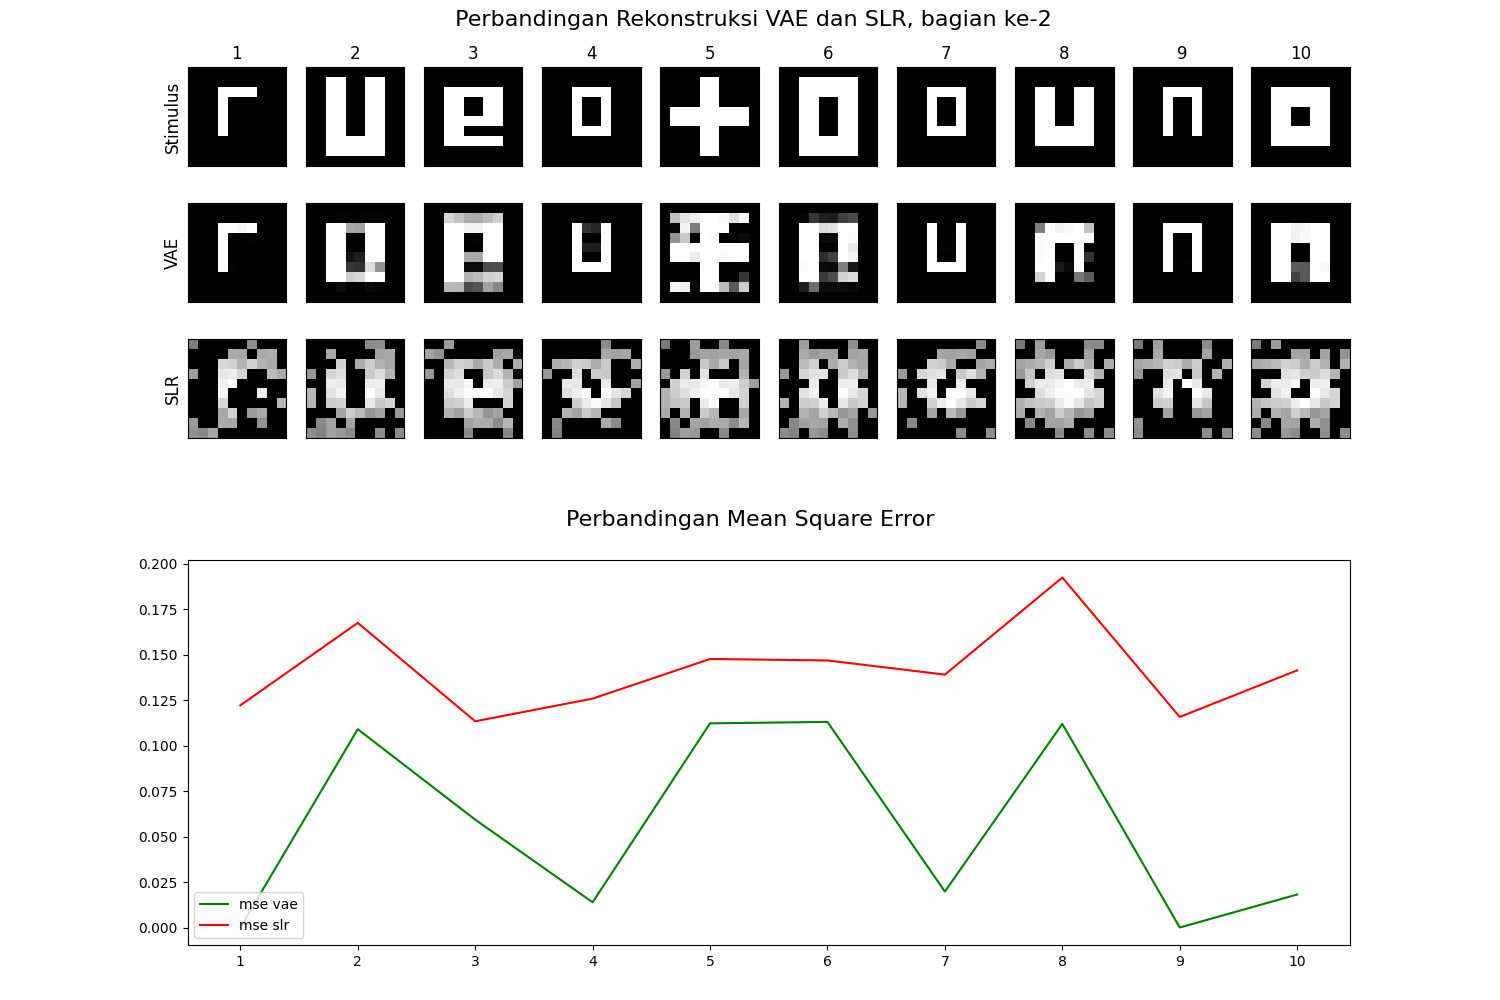 Perbandingan Rekonstruksi VAE dan SLR, bagian ke-2
1 2 3 4 5 6 7 8 9 10
Stimulus
VAE
SLR
Perbandingan Mean Square Error
0.200
0.175
0.150
0.125
0.100
0.075
0.050
0.025
0.000
mse vae
mse slr
1 2 3 4 5 6 7 8 9 10